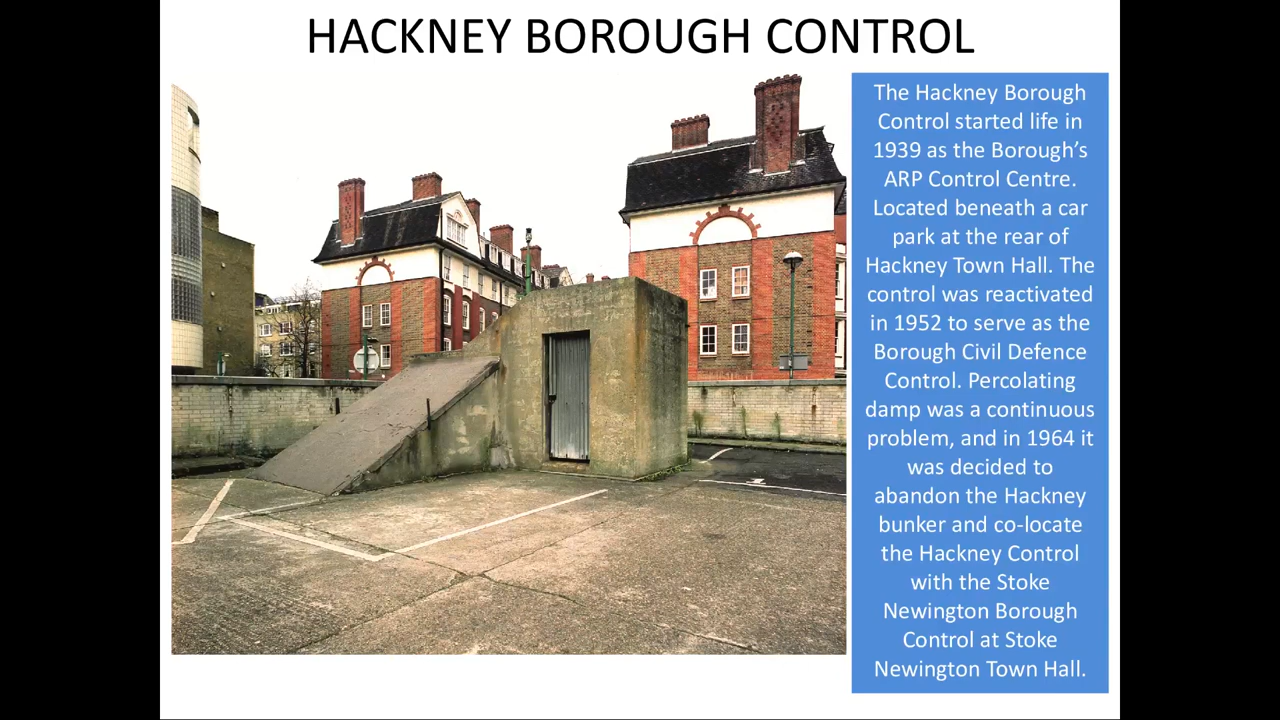 HACKNEY BOROUGH CONTROL
The Hackney Borough
Control started life in
1939 as the Borough’s
ARP Control Centre.
Located beneath a car
park at the rear of
Hackney Town Hall. The
control was reactivated
in 1952 to serve as the
Borough Civil Defence
Control. Percolating
damp was a continuous
problem, and in 1964 it
was decided to
abandon the Hackney
bunker and co-locate
the Hackney Control
with the Stoke
Newington Borough
Control at Stoke
Newington Town Hall.